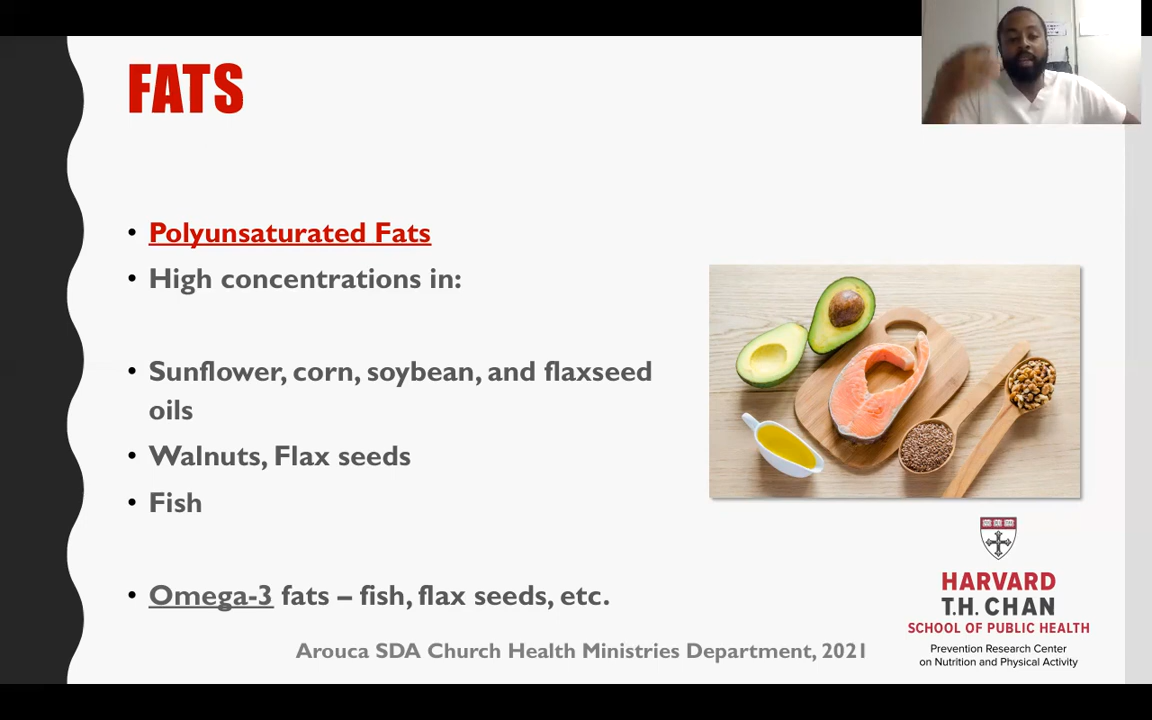 FATS
• Polyunsaturated Fats
• High concentrations in:
• Sunflower, corn, soybean, and flaxseed
oils
• Walnuts, Flax seeds
• Fish
• Omega-3 fats – fish, flax seeds, etc.
Arouca SDA Church Health Ministries Department, 2021
HARVARD
T.H. CHAN
SCHOOL OF PUBLIC HEALTH
Prevention Research Center
on Nutrition and Physical Activity